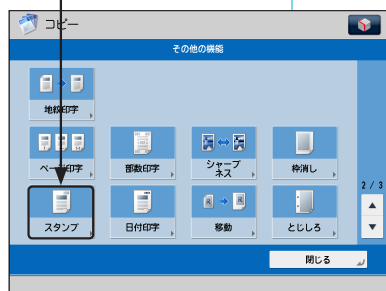 コピー
その他の機能
地紋印字
ページ印字
部数印字
シャープ
ネス
枠消し
2 / 3
スタンプ
日付印字
移動
とじしろ
閉じる